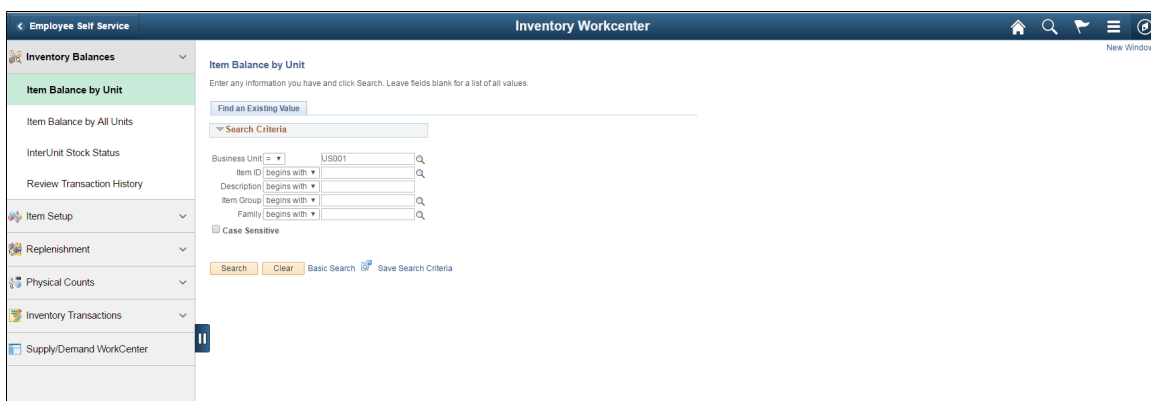 Employee Self Service
Inventory Workcenter
New Window
Inventory Balances
Item Balance by Unit
Item Balance by All Units
InterUnit Stock Status
Review Transaction History
Item Setup
Replenishment
Physical Counts
Inventory Transactions
Supply/Demand WorkCenter
Item Balance by Unit
Enter any information you have and click Search. Leave fields blank for a list of all values.
Find an Existing Value
Search Criteria
Business Unit = US001
Item ID begins with
Description begins with
Item Group begins with
Family begins with
Case Sensitive
Search Clear Basic Search Save Search Criteria